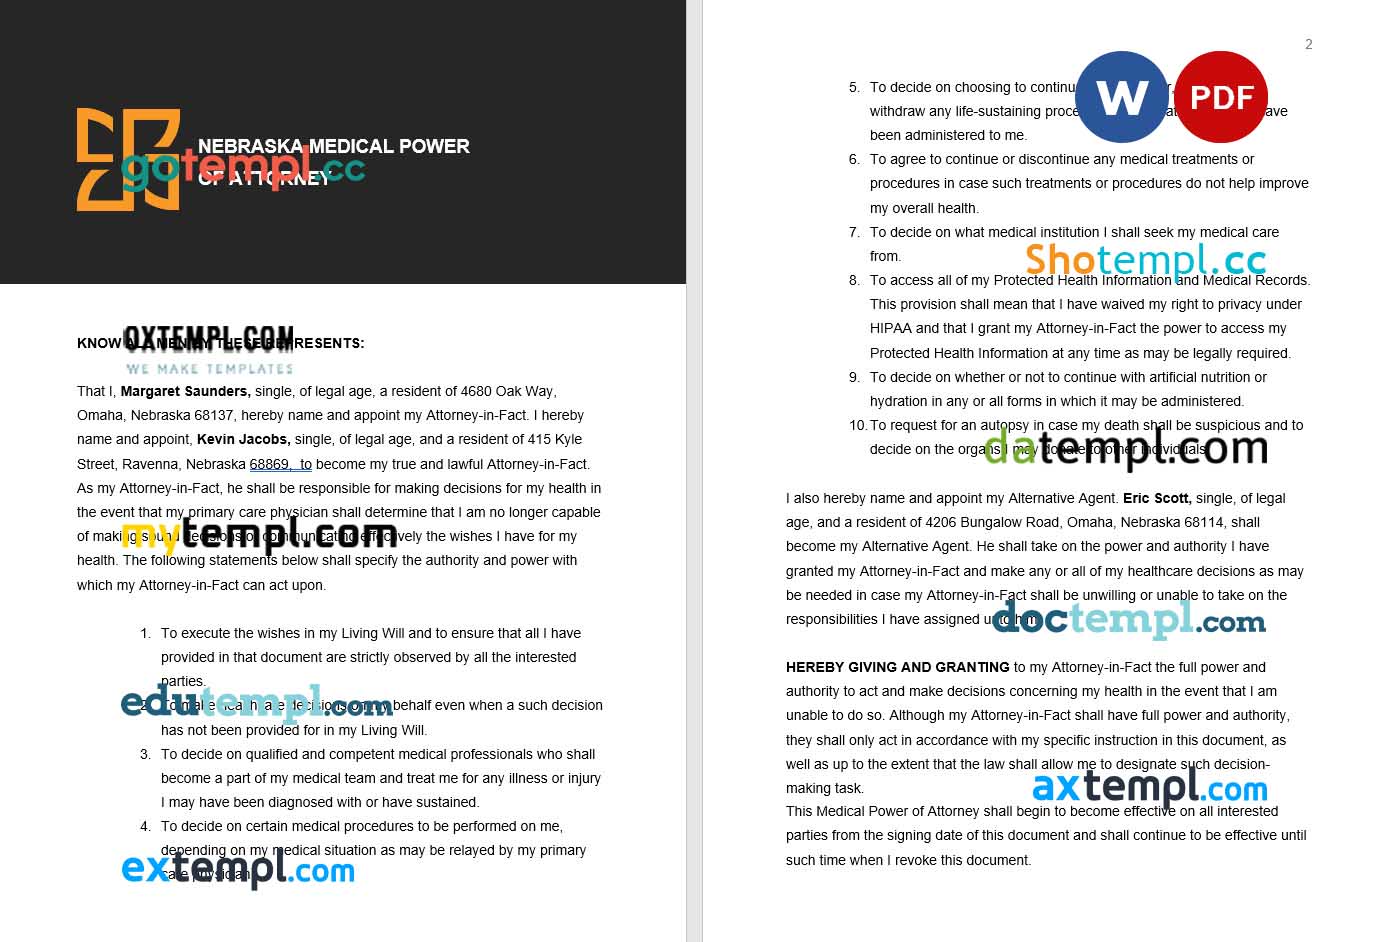 NEBRASKA MEDICAL POWER
OF ATTORNEY
gotempl.cc
OXTEMPL.COM
KNOW ALL MEN BY THESE REPRESENTS:
WE MAKE TEMPLATES
That I, Margaret Saunders, single, of legal age, a resident of 4680 Oak Way,
Omaha, Nebraska 68137, hereby name and appoint my Attorney-in-Fact. I hereby
name and appoint, Kevin Jacobs, single, of legal age, and a resident of 415 Kyle
Street, Ravenna, Nebraska 68869,  to become my true and lawful Attorney-in-Fact.
As my Attorney-in-Fact, he shall be responsible for making decisions for my health in
the event that my primary care physician shall determine that I am no longer capable
of making sound decisions or communicating effectively the wishes I have for my
mytempl.com
health. The following statements below shall specify the authority and power with
which my Attorney-in-Fact can act upon.
1. To execute the wishes in my Living Will and to ensure that all I have
provided in that document are strictly observed by all the interested
parties.
2. To make healthcare decisions on my behalf even when a such decision
edutempl.com
has not been provided for in my Living Will.
3. To decide on qualified and competent medical professionals who shall
become a part of my medical team and treat me for any illness or injury
I may have been diagnosed with or have sustained.
4. To decide on certain medical procedures to be performed on me,
depending on my medical situation as may be relayed by my primary
care physician.
extempl.com
2
W PDF
5. To decide on choosing to continu
withdraw any life-sustaining proce ave
been administered to me.
6. To agree to continue or discontinue any medical treatments or
procedures in case such treatments or procedures do not help improve
my overall health.
7. To decide on what medical institution I shall seek my medical care
from.
Shotempl.cc
8. To access all of my Protected Health Information and Medical Records.
This provision shall mean that I have waived my right to privacy under
HIPAA and that I grant my Attorney-in-Fact the power to access my
Protected Health Information at any time as may be legally required.
9. To decide on whether or not to continue with artificial nutrition or
hydration in any or all forms in which it may be administered.
10. To request for an autopsy in case my death shall be suspicious and to
decide on the organs I may donate to other individuals.
datempl.com
I also hereby name and appoint my Alternative Agent. Eric Scott, single, of legal
age, and a resident of 4206 Bungalow Road, Omaha, Nebraska 68114, shall
become my Alternative Agent. He shall take on the power and authority I have
granted my Attorney-in-Fact and make any or all of my healthcare decisions as may
be needed in case my Attorney-in-Fact shall be unwilling or unable to take on the
responsibilities I have assigned unto him.
doctempl.com
HEREBY GIVING AND GRANTING to my Attorney-in-Fact the full power and
authority to act and make decisions concerning my health in the event that I am
unable to do so. Although my Attorney-in-Fact shall have full power and authority,
they shall only act in accordance with my specific instruction in this document, as
well as up to the extent that the law shall allow me to designate such decision-
making task.
axtempl.com
This Medical Power of Attorney shall begin to become effective on all interested
parties from the signing date of this document and shall continue to be effective until
such time when I revoke this document.